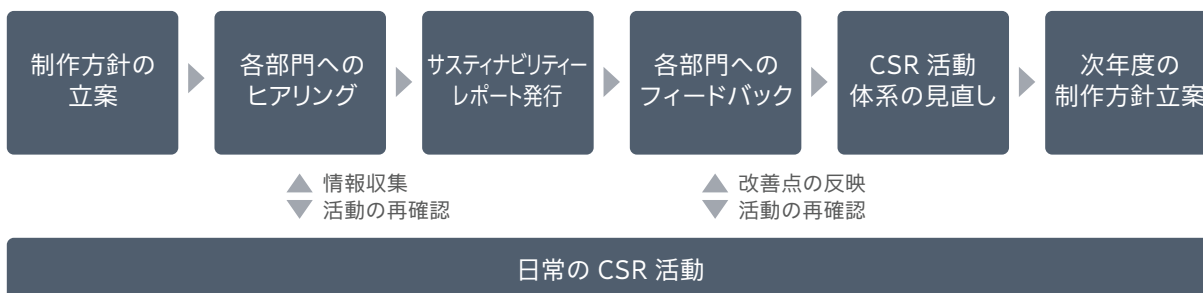 制作方針の
立案
各部門への
ヒアリング
サスティナビリティー
レポート発行
各部門への
フィードバック
CSR 活動
体系の見直し
次年度の
制作方針立案
情報収集
活動の再確認
改善点の反映
活動の再確認
日常の CSR 活動